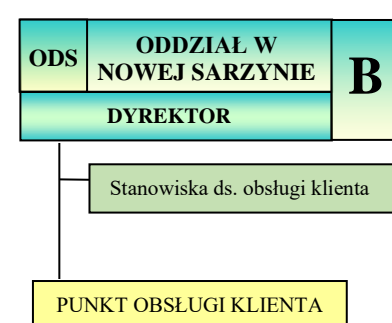 ODS
ODDZIAŁ W
NOWEJ SARZYNIE
B
DYREKTOR
Stanowiska ds. obsługi klienta
PUNKT OBSŁUGI KLIENTA